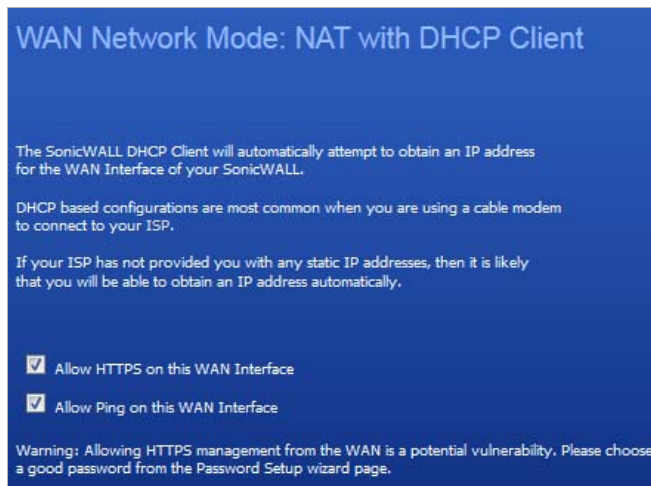 WAN Network Mode: NAT with DHCP Client
The SonicWALL DHCP Client will automatically attempt to obtain an IP address
for the WAN Interface of your SonicWALL.
DHCP based configurations are most common when you are using a cable modem
to connect to your ISP.
If your ISP has not provided you with any static IP addresses, then it is likely
that you will be able to obtain an IP address automatically.
Allow HTTPS on this WAN Interface
Allow Ping on this WAN Interface
Warning: Allowing HTTPS management from the WAN is a potential vulnerability. Please choose
a good password from the Password Setup wizard page.